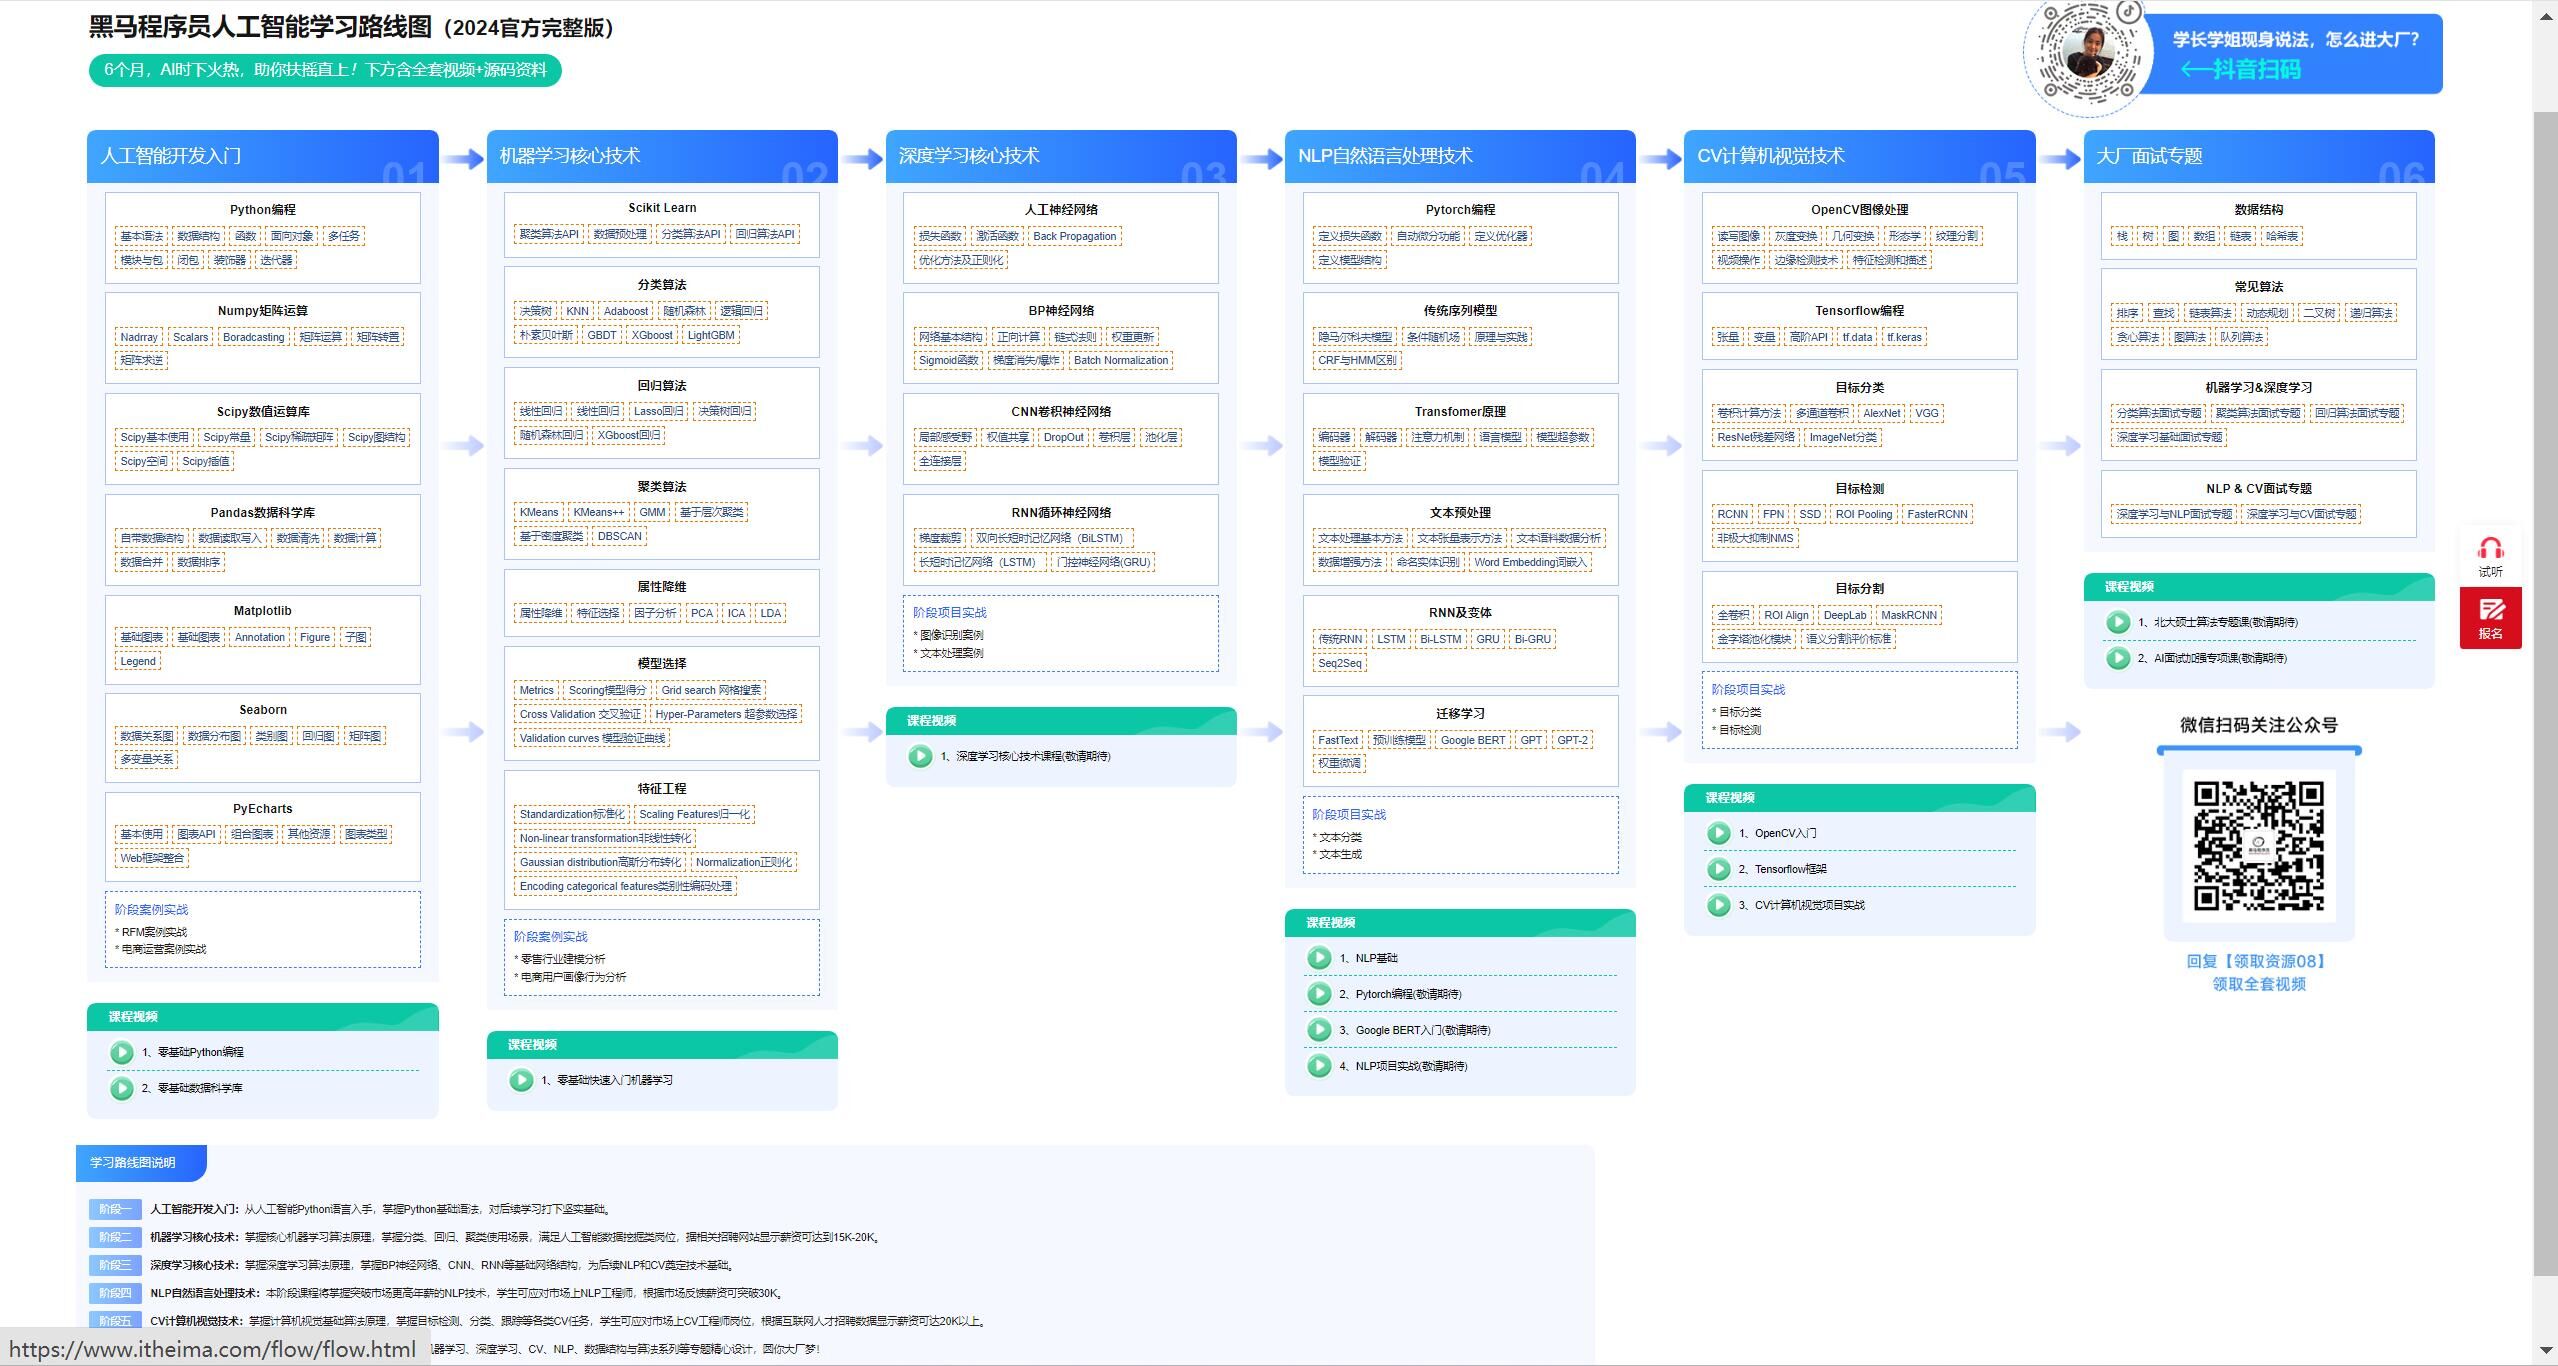 黑马程序员人工智能学习路线图（2024官方完整版）
6个月，AI时下火热，助你扶摇直上！下方含全套视频+源码资料
学长学姐现身说法，怎么进大厂？
←抖音扫码
人工智能开发入门
01
Python编程
基本语法 数据结构 函数 面向对象 多任务
模块与包 闭包 装饰器 迭代器
Numpy矩阵运算
Nadrray Scalars Boradcasting 矩阵运算 矩阵转置
矩阵求逆
Scipy数值运算库
Scipy基本使用 Scipy常量 Scipy稀疏矩阵 Scipy图结构
Scipy空间 Scipy插值
Pandas数据科学库
自带数据结构 数据读取写入 数据清洗 数据计算
数据合并 数据排序
Matplotlib
基础图表 基础图表 Annotation Figure 子图
Legend
Seaborn
数据关系图 数据分布图 类别图 回归图 矩阵图
多变量关系
PyEcharts
基本使用 图表API 组合图表 其他资源 图表类型
Web框架整合
阶段案例实战
* RFM案例实战
* 电商运营案例实战
课程视频
1、零基础Python编程
2、零基础数据科学库
机器学习核心技术
02
Scikit Learn
聚类算法API 数据预处理 分类算法API 回归算法API
分类算法
决策树 KNN Adaboost 随机森林 逻辑回归
朴素贝叶斯 GBDT XGboost LightGBM
回归算法
线性回归 线性回归 Lasso回归 决策树回归
随机森林回归 XGboost回归
聚类算法
KMeans KMeans++ GMM 基于层次聚类
基于密度聚类 DBSCAN
属性降维
属性降维 特征选择 因子分析 PCA ICA LDA
模型选择
Metrics Scoring模型得分 Grid search 网格搜索
Cross Validation 交叉验证 Hyper-Parameters 超参数选择
Validation curves 模型验证曲线
特征工程
Standardization标准化 Scaling Features归一化
Non-linear transformation非线性转化
Gaussian distribution高斯分布转化 Normalization正则化
Encoding categorical features类别性编码处理
阶段案例实战
* 零售行业建模分析
* 电商用户画像行为分析
课程视频
1、零基础快速入门机器学习
深度学习核心技术
03
人工神经网络
损失函数 激活函数 Back Propagation
优化方法及正则化
BP神经网络
网络基本结构 正向计算 链式法则 权重更新
Sigmoid函数 梯度消失/爆炸 Batch Normalization
CNN卷积神经网络
局部感受野 权值共享 DropOut 卷积层 池化层
全连接层
RNN循环神经网络
梯度裁剪 双向长短时记忆网络（BiLSTM）
长短时记忆网络（LSTM） 门控神经网络(GRU)
阶段项目实战
* 图像识别案例
* 文本处理案例
课程视频
1、深度学习核心技术课程(敬请期待)
NLP自然语言处理技术
04
Pytorch编程
定义损失函数 自动微分功能 定义优化器
定义模型结构
传统序列模型
隐马尔科夫模型 条件随机场 原理与实践
CRF与HMM区别
Transfomer原理
编码器 解码器 注意力机制 语言模型 模型超参数
模型验证
文本预处理
文本处理基本方法 文本张量表示方法 文本语料数据分析
数据增强方法 命名实体识别 Word Embedding词嵌入
RNN及变体
传统RNN LSTM Bi-LSTM GRU Bi-GRU
Seq2Seq
迁移学习
FastText 预训练模型 Google BERT GPT GPT-2
权重微调
阶段项目实战
* 文本分类
* 文本生成
课程视频
1、NLP基础
2、Pytorch编程(敬请期待)
3、Google BERT入门(敬请期待)
4、NLP项目实战(敬请期待)
CV计算机视觉技术
05
OpenCV图像处理
读写图像 灰度变换 几何变换 形态学 纹理分割
视频操作 边缘检测技术 特征检测和描述
Tensorflow编程
张量 变量 高阶API tf.data tf.keras
目标分类
卷积计算方法 多通道卷积 AlexNet VGG
ResNet残差网络 ImageNet分类
目标检测
RCNN FPN SSD ROI Pooling FasterRCNN
非极大抑制NMS
目标分割
全卷积 ROI Align DeepLab MaskRCNN
金字塔池化模块 语义分割评价标准
阶段项目实战
* 目标分类
* 目标检测
课程视频
1、OpenCV入门
2、Tensorflow框架
3、CV计算机视觉项目实战
大厂面试专题
06
数据结构
栈 树 图 数组 链表 哈希表
常见算法
排序 查找 链表算法 动态规划 二叉树 递归算法
贪心算法 图算法 队列算法
机器学习&深度学习
分类算法面试专题 聚类算法面试专题 回归算法面试专题
深度学习基础面试专题
NLP & CV面试专题
深度学习与NLP面试专题 深度学习与CV面试专题
课程视频
1、北大硕士算法专题课(敬请期待)
2、AI面试加强专项课(敬请期待)
微信扫码关注公众号
回复【领取资源08】
领取全套视频
试听
报名
学习路线图说明
阶段一 人工智能开发入门：从人工智能Python语言入手，掌握Python基础语法，对后续学习打下坚实基础。
阶段二 机器学习核心技术：掌握核心机器学习算法原理，掌握分类、回归、聚类使用场景，满足人工智能数据挖掘类岗位，据相关招聘网站显示薪资可达到15K-20K。
阶段三 深度学习核心技术：掌握深度学习算法原理，掌握BP神经网络、CNN、RNN等基础网络结构，为后续NLP和CV奠定技术基础。
阶段四 NLP自然语言处理技术：本阶段课程将掌握突破市场更高年薪的NLP技术，学生可应对市场上NLP工程师，根据市场反馈薪资可突破30K。
阶段五 CV计算机视觉技术：掌握计算机视觉基础算法原理，掌握目标检测、分类、跟踪等各类CV任务，学生可应对市场上CV工程师岗位，根据互联网人才招聘数据显示薪资可达20K以上。
https://www.itheima.com/flow/flow.html 机器学习、深度学习、CV、NLP、数据结构与算法系列等专题精心设计，圆你大厂梦！